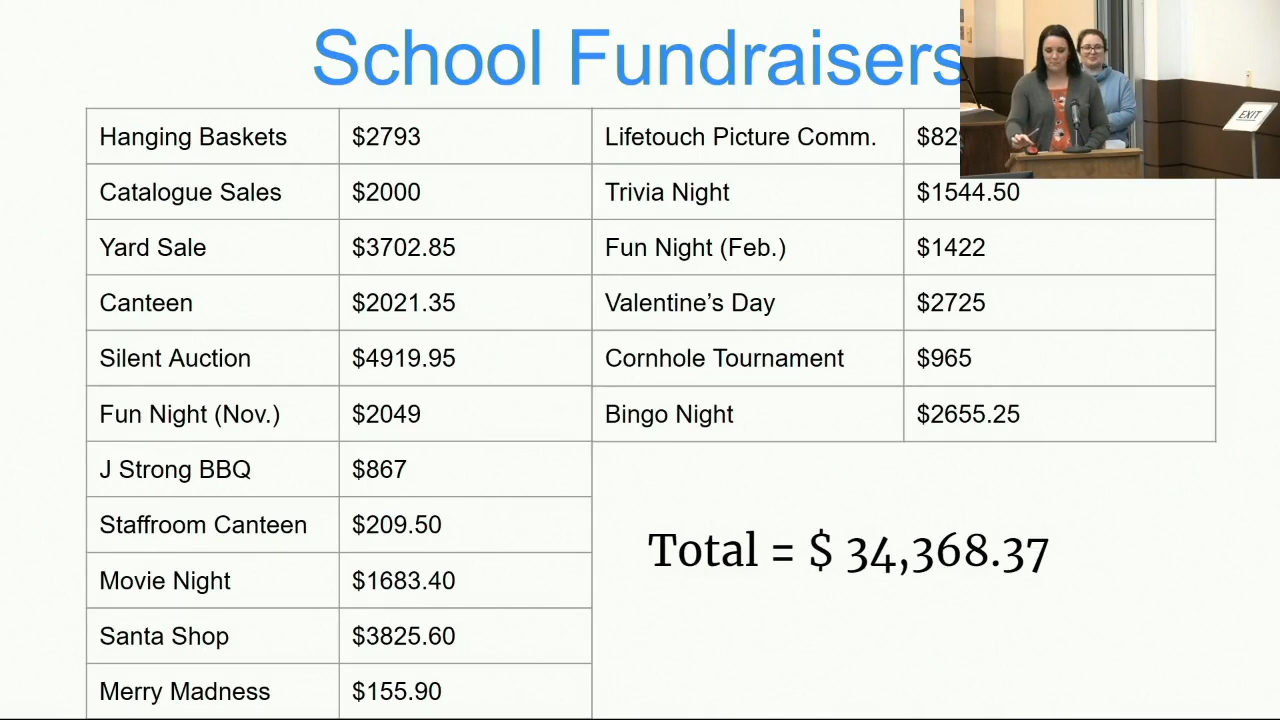 School Fundraisers
Hanging Baskets $2793 Lifetouch Picture Comm.
Catalogue Sales $2000 Trivia Night $1544.50
Yard Sale $3702.85 Fun Night (Feb.) $1422
Canteen $2021.35 Valentine’s Day $2725
Silent Auction $4919.95 Cornhole Tournament $965
Fun Night (Nov.) $2049 Bingo Night $2655.25
J Strong BBQ $867
Staffroom Canteen $209.50
Total = $ 34,368.37
Movie Night $1683.40
Santa Shop $3825.60
Merry Madness $155.90
EXIT